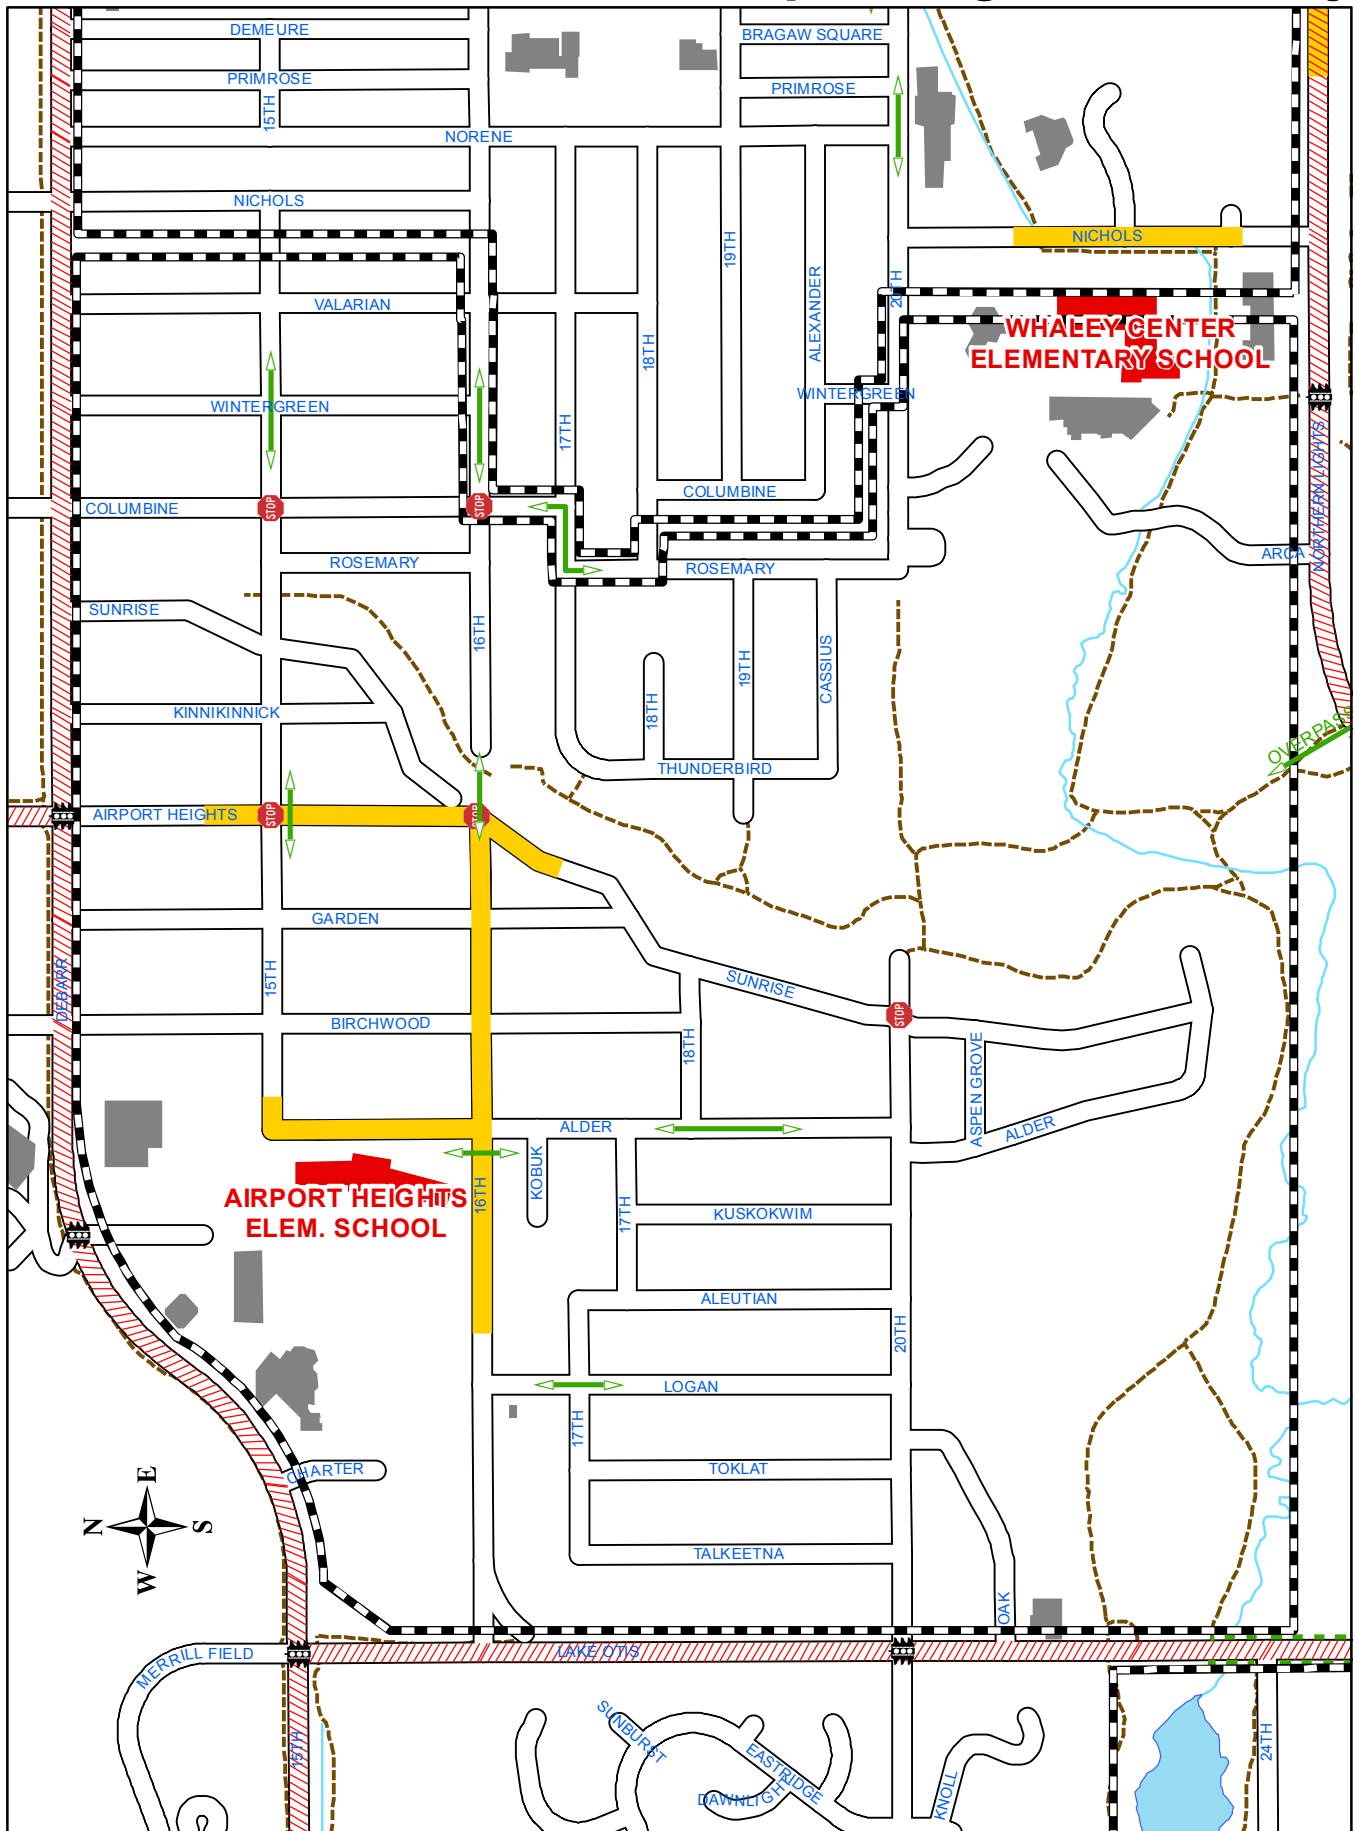 DEMEURE
BRAGAW SQUARE
PRIMROSE
PRIMROSE
15TH
NORENE
NICHOLS
NICHOLS
19TH
VALARIAN
ALEXANDER
20TH
WHALEY CENTER
ELEMENTARY SCHOOL
18TH
WINTERGREEN
WINTERGREEN
17TH
NORTHERN LIGHTS
COLUMBINE
COLUMBINE
STOP
STOP
ROSEMARY
ROSEMARY
ARCA
SUNRISE
16TH
18TH
19TH
CASSIUS
KINNIKINNICK
OVERPASS
THUNDERBIRD
AIRPORT HEIGHTS
STOP
STOP
GARDEN
DEBARR
15TH
SUNRISE
BIRCHWOOD
STOP
18TH
ASPEN GROVE
ALDER
ALDER
KOBUK
16TH
17TH
AIRPORT HEIGHTS
ELEM. SCHOOL
KUSKOKWIM
ALEUTIAN
20TH
LOGAN
17TH
CHARTER
TOKLAT
N
E
S
W
TALKEETNA
OAK
MERRILL FIELD
LAKE OTIS
15TH
SUNBURST
EASTRIDGE
DAWNLIGHT
KNOLL
24TH